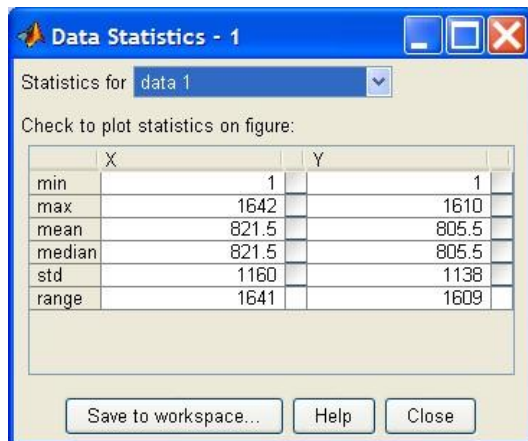 Data Statistics - 1
Statistics for data 1
Check to plot statistics on figure:
X Y
min 1 1
max 1642 1610
mean 821.5 805.5
median 821.5 805.5
std 1160 1138
range 1641 1609
Save to workspace... Help Close